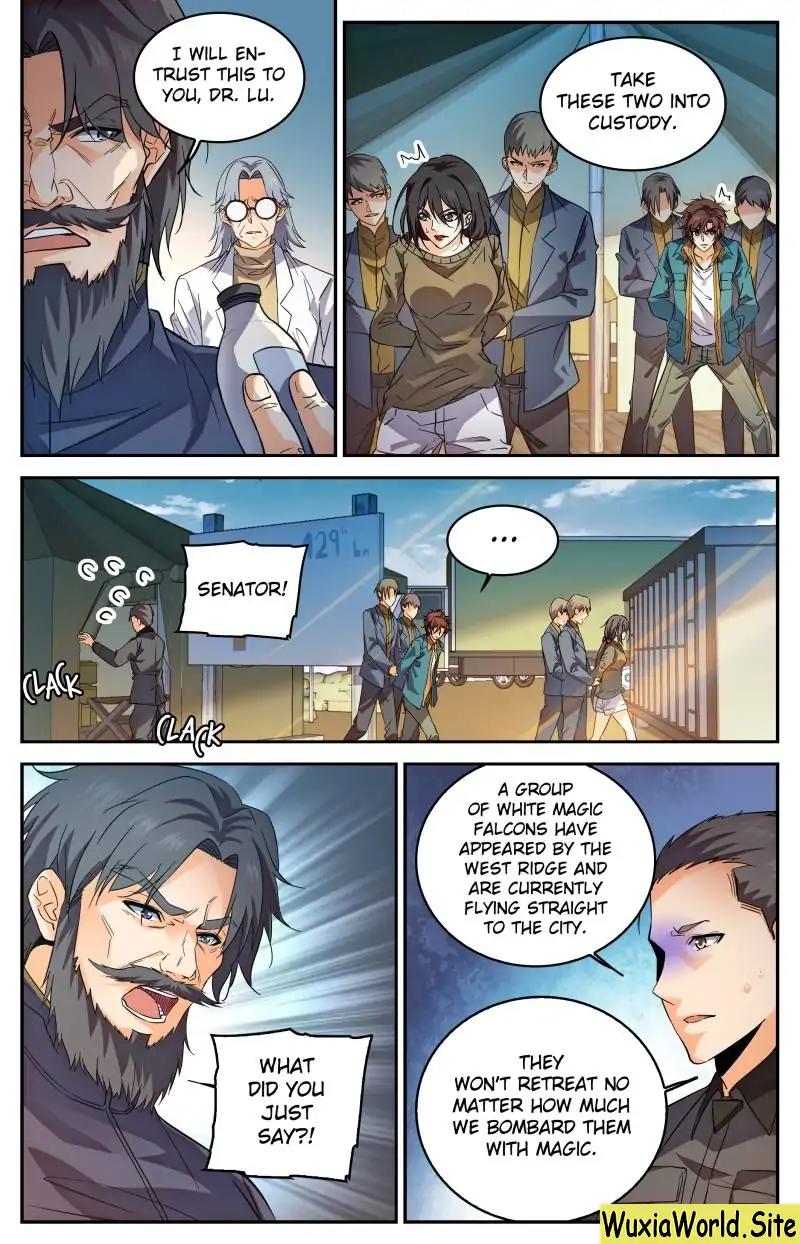 I WILL EN-
TRUST THIS TO
YOU, DR. LU.
TAKE
THESE TWO INTO
CUSTODY.
SENATOR!
129"
...
CLACK
CLACK
WHAT
DID YOU
JUST
SAY?!
A GROUP
OF WHITE MAGIC
FALCONS HAVE
APPEARED BY THE
WEST RIDGE AND
ARE CURRENTLY
FLYING STRAIGHT
TO THE CITY.
THEY
WON'T RETREAT NO
MATTER HOW MUCH
WE BOMBARD THEM
WITH MAGIC.
WuxiaWorld.Site